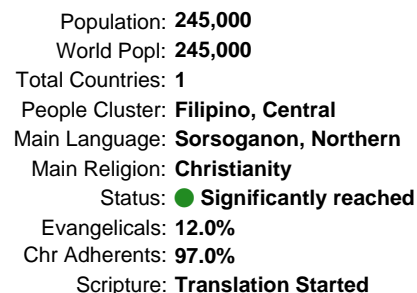 Population: 245,000
World Popl: 245,000
Total Countries: 1
People Cluster: Filipino, Central
Main Language: Sorsoganon, Northern
Main Religion: Christianity
Status: Significantly reached
Evangelicals: 12.0%
Chr Adherents: 97.0%
Scripture: Translation Started